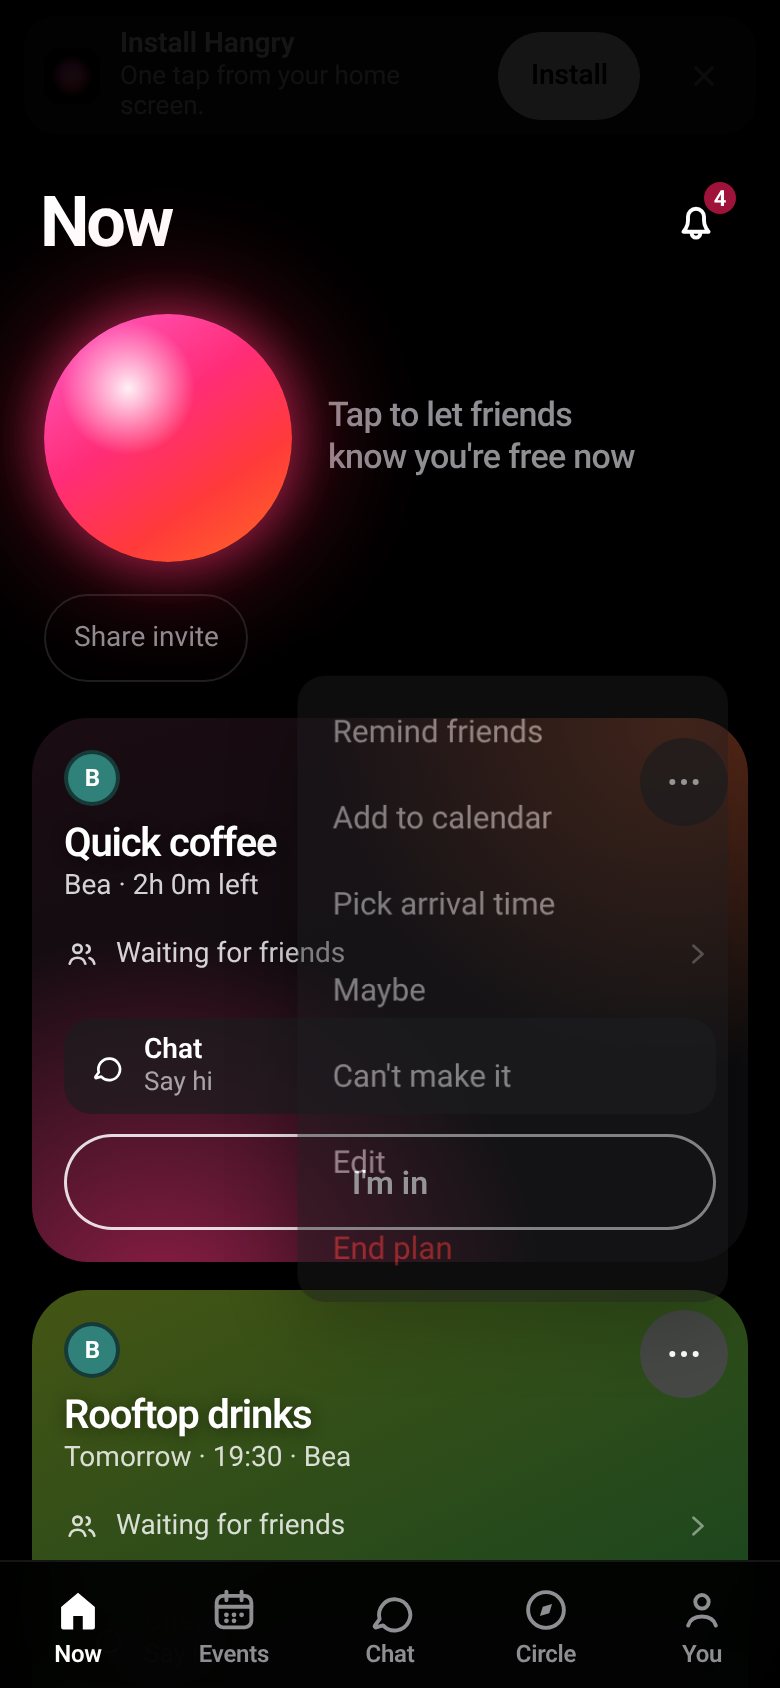 Install Hangry
One tap from your home
screen.
Install
Now
4
Tap to let friends
know you're free now
Share invite
Remind friends
B
Add to calendar
Quick coffee
Bea · 2h 0m left
Pick arrival time
Waiting for friends
Maybe
Chat
Say hi
Can't make it
Edit
I'm in
End plan
B
Rooftop drinks
Tomorrow · 19:30 · Bea
Waiting for friends
Now
Events
Chat
Circle
You